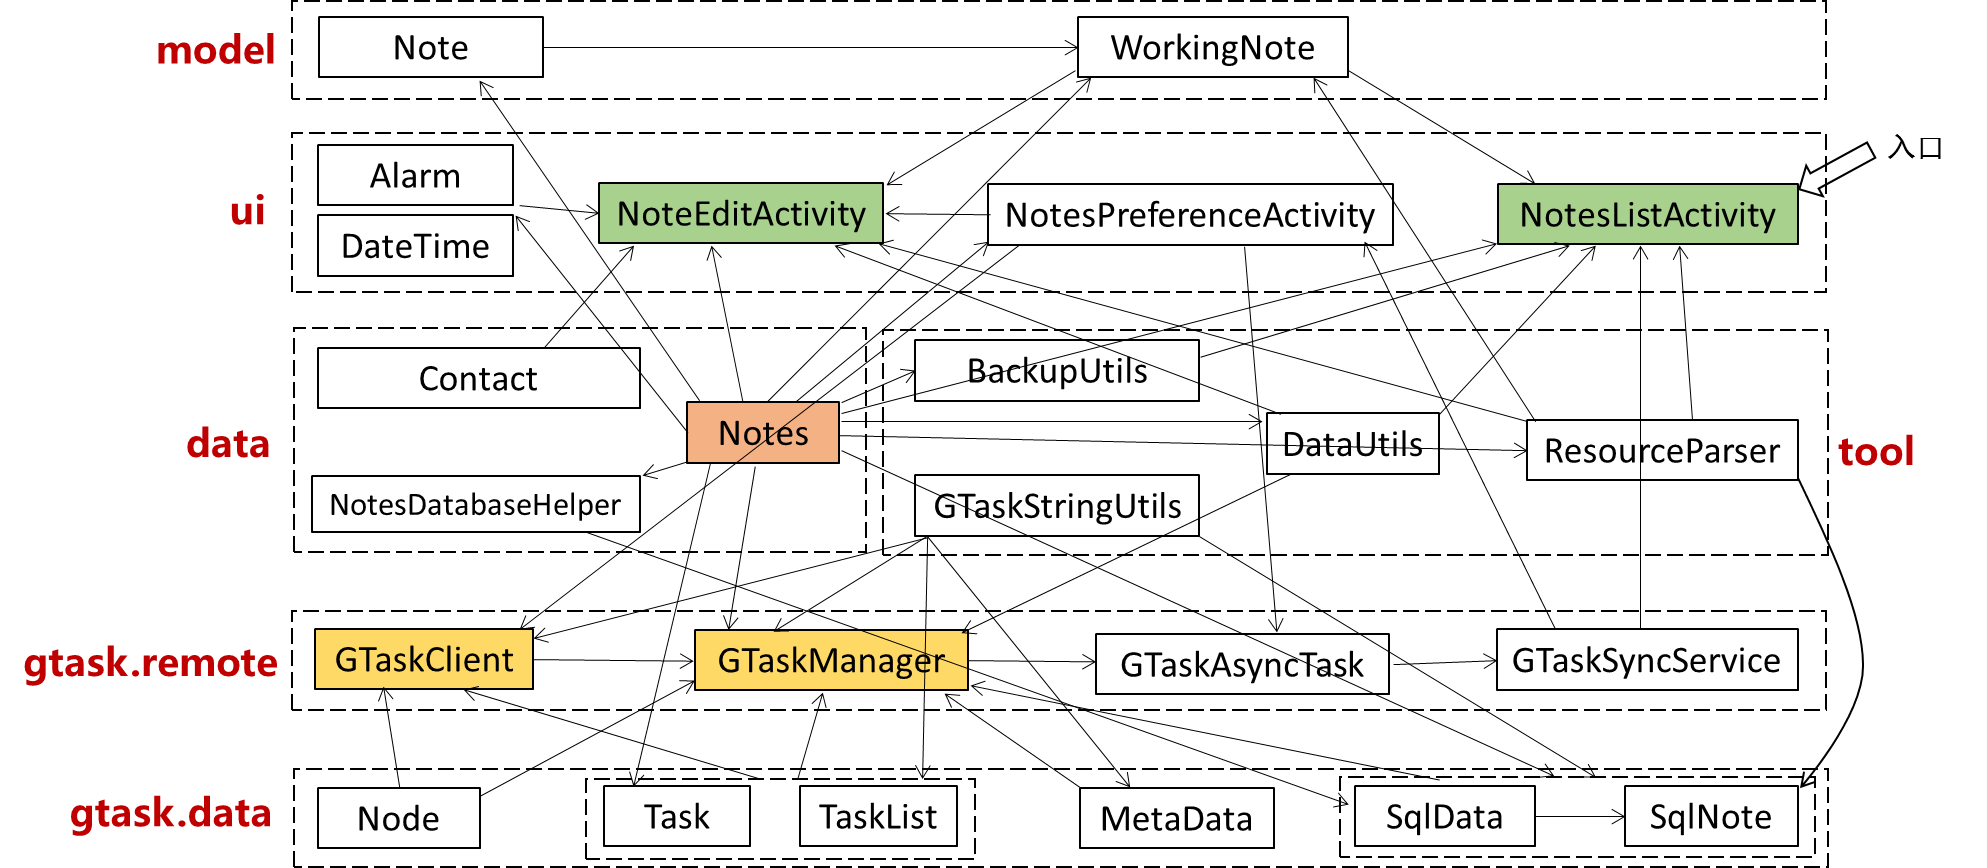 model
Note
WorkingNote
入口
ui
Alarm
DateTime
NoteEditActivity
NotesPreferenceActivity
NotesListActivity
data
Contact
Notes
NotesDatabaseHelper
BackupUtils
DataUtils
ResourceParser
GTaskStringUtils
tool
gtask.remote
GTaskClient
GTaskManager
GTaskAsyncTask
GTaskSyncService
gtask.data
Node
Task
TaskList
MetaData
SqlData
SqlNote